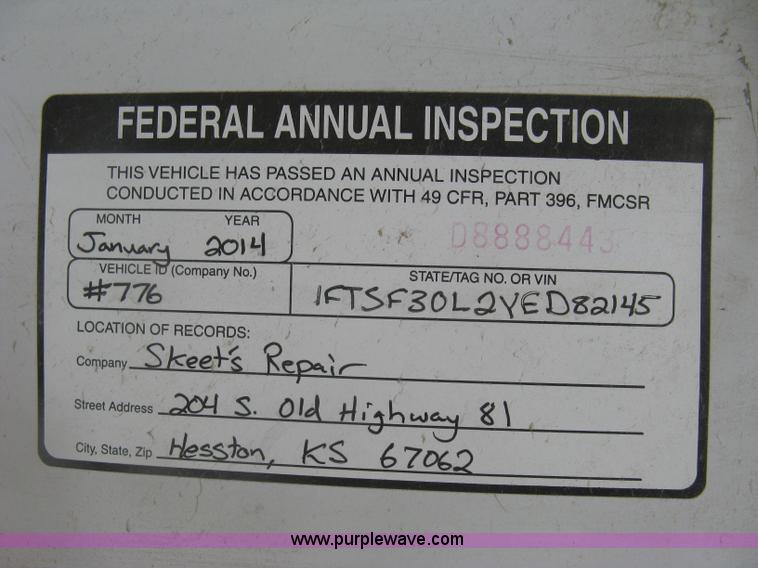 FEDERAL ANNUAL INSPECTION
THIS VEHICLE HAS PASSED AN ANNUAL INSPECTION
CONDUCTED IN ACCORDANCE WITH 49 CFR, PART 396, FMCSR
MONTH YEAR
January 2014
D8888443
VEHICLE ID (Company No.) STATE/TAG NO. OR VIN
#776 1FTSF30L2YED82145
LOCATION OF RECORDS:
Company Skeet's Repair
Street Address 204 S. Old Highway 81
City, State, Zip Hesston, KS 67062
www.purplewave.com